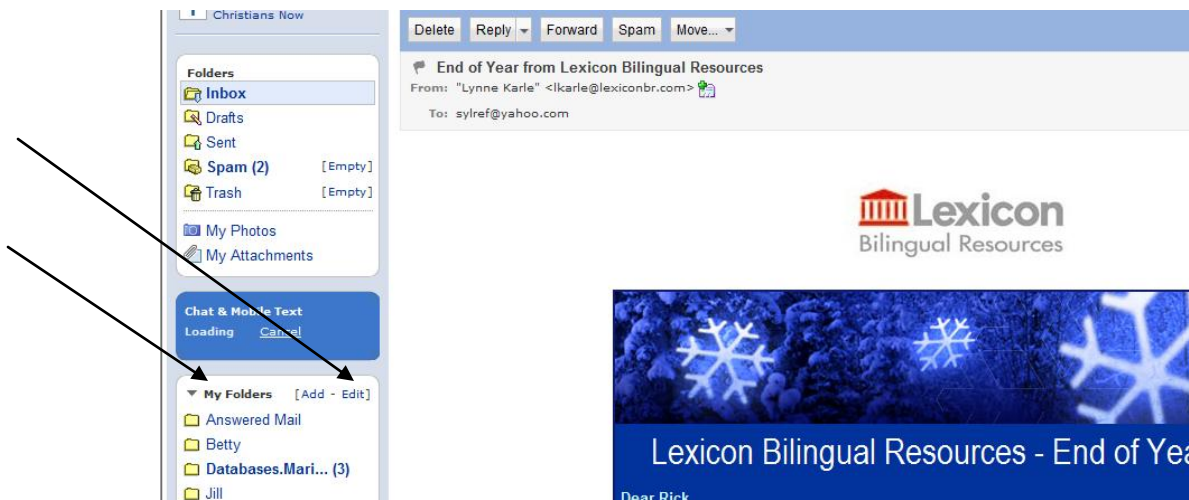 Christians Now
Folders
Inbox
Drafts
Sent
Spam (2) [Empty]
Trash [Empty]
My Photos
My Attachments
Chat & Mobile Text
Loading Cancel
My Folders [Add - Edit]
Answered Mail
Betty
Databases.Mari... (3)
Jill
Delete Reply Forward Spam Move...
End of Year from Lexicon Bilingual Resources
From: "Lynne Karle" <lkarle@lexiconbr.com>
To: sylref@yahoo.com
Lexicon
Bilingual Resources
Lexicon Bilingual Resources - End of Yea
Dear Rick